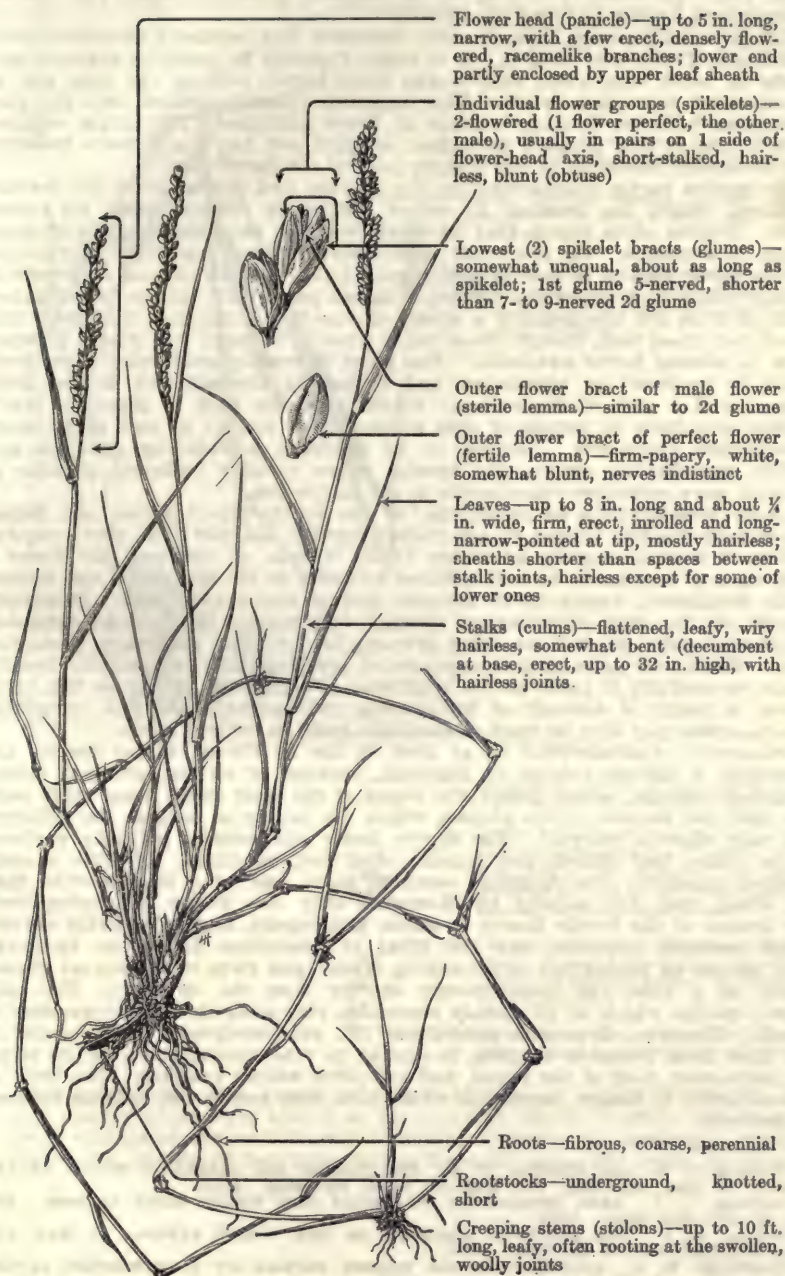 Flower head (panicle)—up to 5 in. long,
narrow, with a few erect, densely flow-
ered, racemelike branches; lower end
partly enclosed by upper leaf sheath
Individual flower groups (spikelets)—
2-flowered (1 flower perfect, the other
male), usually in pairs on 1 side of
flower-head axis, short-stalked, hair-
less, blunt (obtuse)
Lowest (2) spikelet bracts (glumes)—
somewhat unequal, about as long as
spikelet; 1st glume 5-nerved, shorter
than 7- to 9-nerved 2d glume
Outer flower bract of male flower
(sterile lemma)—similar to 2d glume
Outer flower bract of perfect flower
(fertile lemma)—firm-papery, white,
somewhat blunt, nerves indistinct
Leaves—up to 8 in. long and about ¼
in. wide, firm, erect, inrolled and long-
narrow-pointed at tip, mostly hairless;
sheaths shorter than spaces between
stalk joints, hairless except for some of
lower ones
Stalks (culms)—flattened, leafy, wiry
hairless, somewhat bent (decumbent
at base, erect, up to 32 in. high, with
hairless joints.
Roots—fibrous, coarse, perennial
Rootstocks—underground, knotted,
short
Creeping stems (stolons)—up to 10 ft.
long, leafy, often rooting at the swollen,
woolly joints